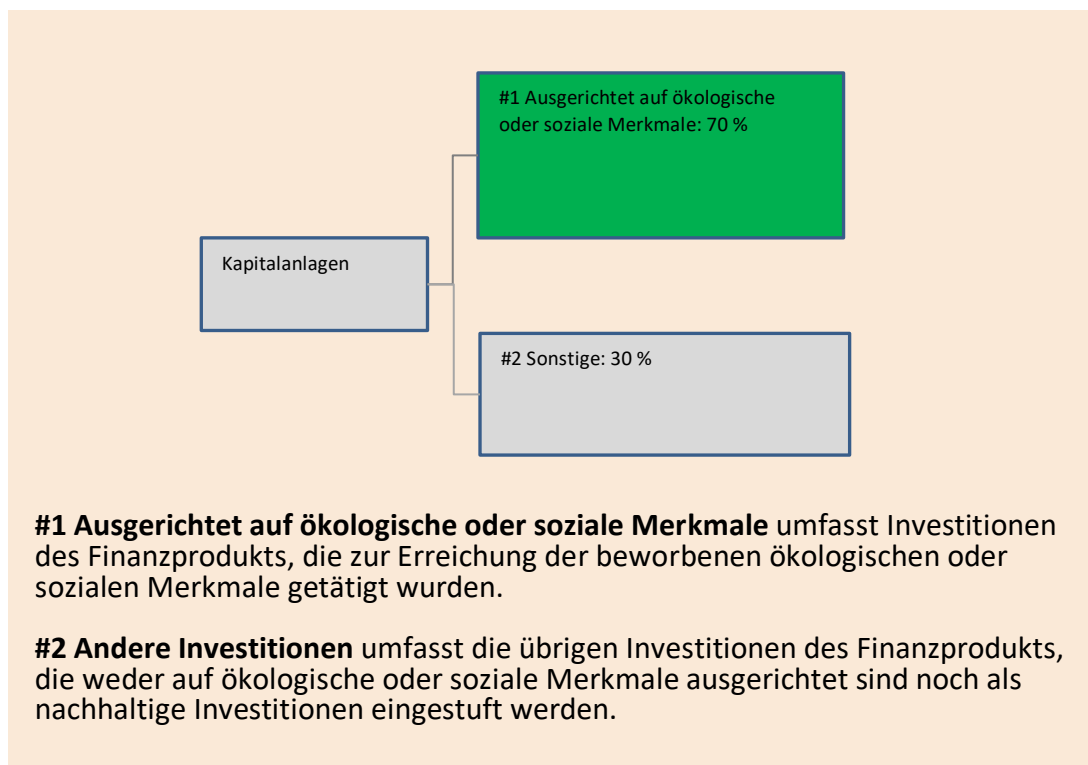 #1 Ausgerichtet auf ökologische
oder soziale Merkmale: 70 %
Kapitalanlagen
#2 Sonstige: 30 %
#1 Ausgerichtet auf ökologische oder soziale Merkmale umfasst Investitionen
des Finanzprodukts, die zur Erreichung der beworbenen ökologischen oder
sozialen Merkmale getätigt wurden.
#2 Andere Investitionen umfasst die übrigen Investitionen des Finanzprodukts,
die weder auf ökologische oder soziale Merkmale ausgerichtet sind noch als
nachhaltige Investitionen eingestuft werden.